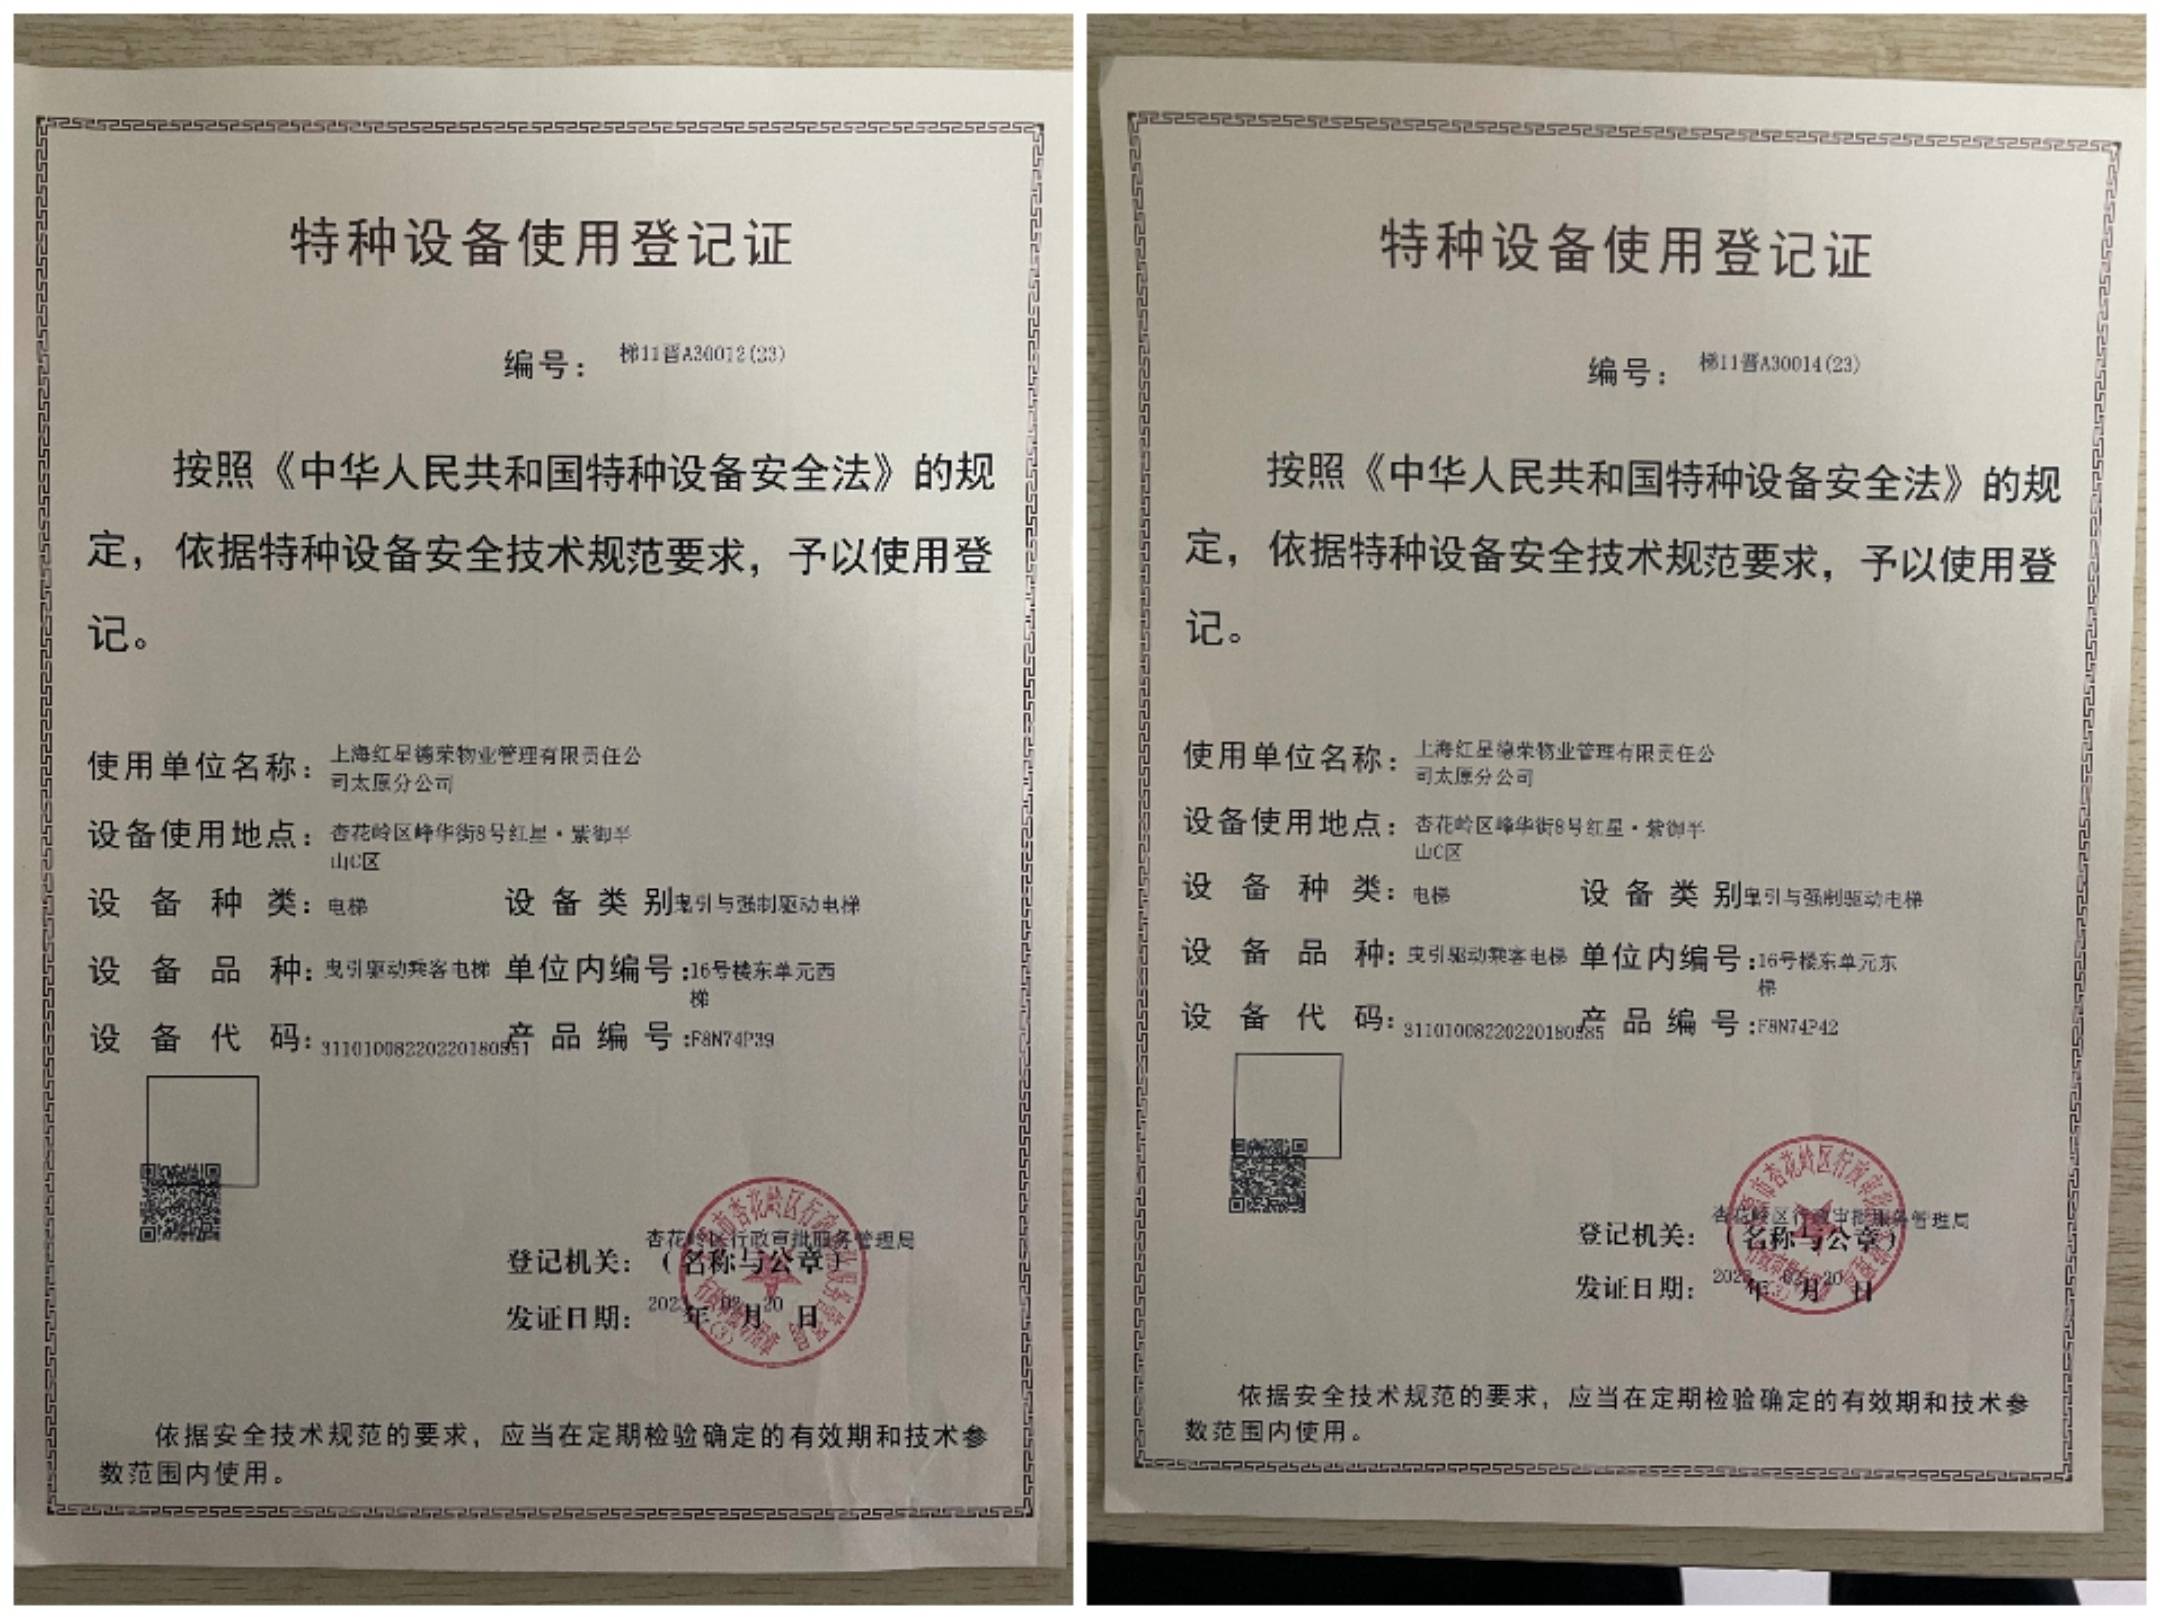 特种设备使用登记证
编号： 梯11晋A30012(23)
按照《中华人民共和国特种设备安全法》的规
定，依据特种设备安全技术规范要求，予以使用登
记。
使用单位名称：上海红星德荣物业管理有限责任公
司太原分公司
设备使用地点：杏花岭区峰华街8号红星·紫御半
山C区
设备种类：电梯 设备类别曳引与强制驱动电梯
设备品种：曳引驱动乘客电梯 单位内编号：16号楼东单元西
梯
设备代码： 产品编号：F8N74P39
杏花岭区行政审批服务管理局
登记机关：（名称与公章）
发证日期： 年 月20日
依据安全技术规范的要求，应当在定期检验确定的有效期和技术参
数范围内使用。
特种设备使用登记证
编号： 梯11晋A30014(23)
按照《中华人民共和国特种设备安全法》的规
定，依据特种设备安全技术规范要求，予以使用登
记。
使用单位名称：上海红星德荣物业管理有限责任公
司太原分公司
设备使用地点：杏花岭区峰华街8号红星·紫御半
山C区
设备种类：电梯 设备类别曳引与强制驱动电梯
设备品种：曳引驱动乘客电梯 单位内编号：16号楼东单元东
梯
设备代码： 产品编号：F8N74P42
杏花岭区行政审批服务管理局
登记机关：（名称与公章）
发证日期： 年 月20日
依据安全技术规范的要求，应当在定期检验确定的有效期和技术参
数范围内使用。